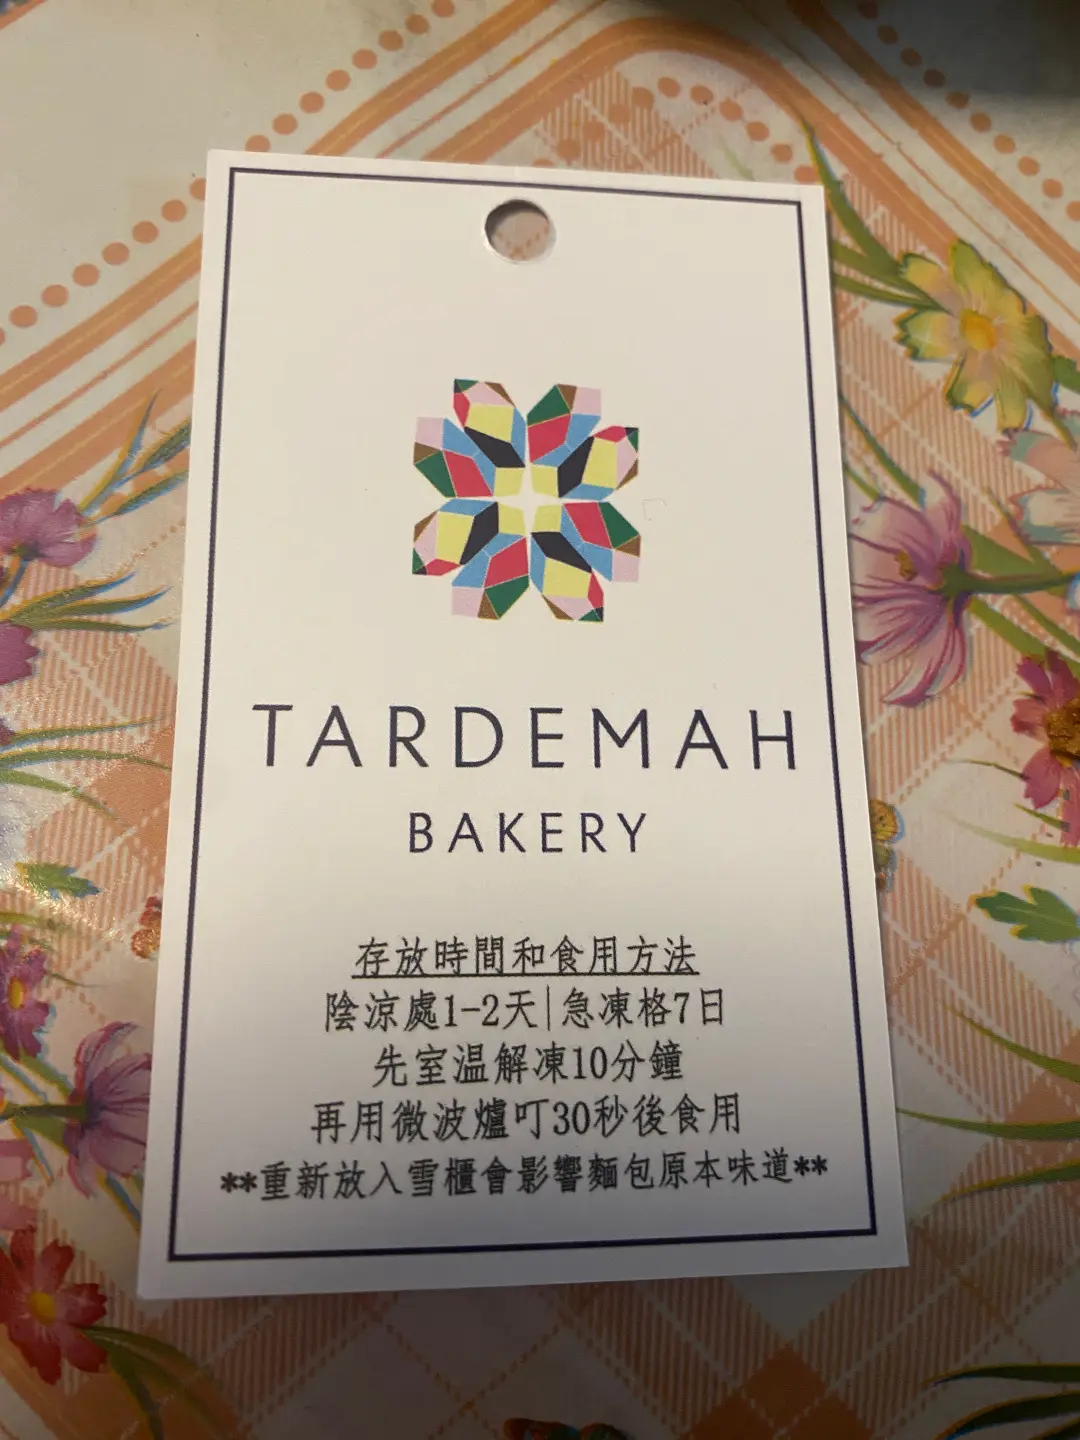 TARDEMAH
BAKERY
存放時間和食用方法
陰涼處1-2天|急凍格7日
先室温解凍10分鐘
再用微波爐叮30秒後食用
**重新放入雪櫃會影響麵包原本味道**